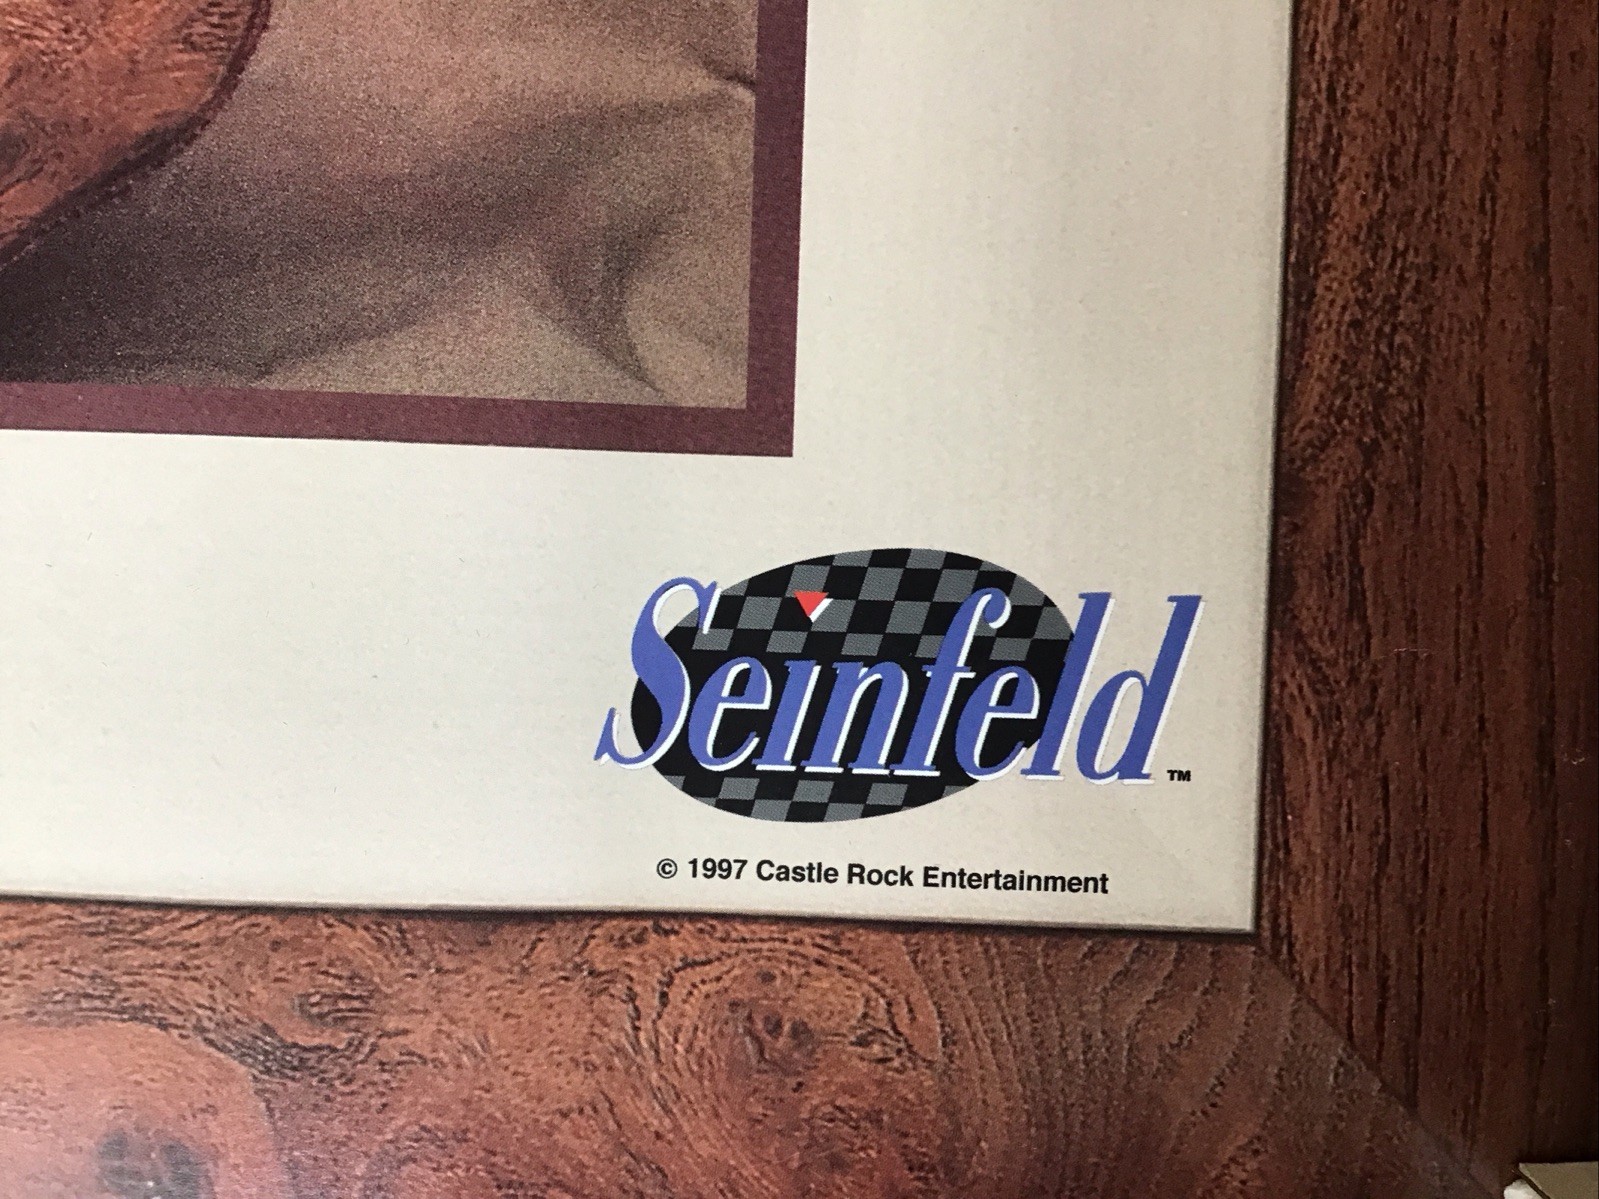 Seinfeld™
© 1997 Castle Rock Entertainment